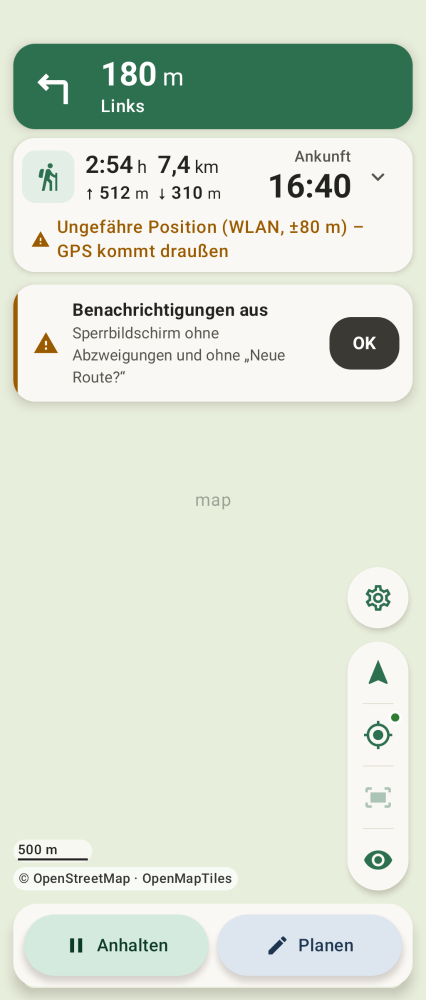 180 m
Links
2:54 h 7,4 km
↑ 512 m ↓ 310 m
Ankunft
16:40
Ungefähre Position (WLAN, ±80 m) –
GPS kommt draußen
Benachrichtigungen aus
Sperrbildschirm ohne
Abzweigungen und ohne „Neue
Route?“
OK
map
500 m
© OpenStreetMap · OpenMapTiles
Anhalten
Planen